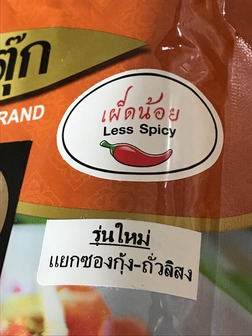 ตุ๊ก
BRAND
เผ็ดน้อย
Less Spicy
รุ่นใหม่
แยกซองกุ้ง-ถั่วลิสง